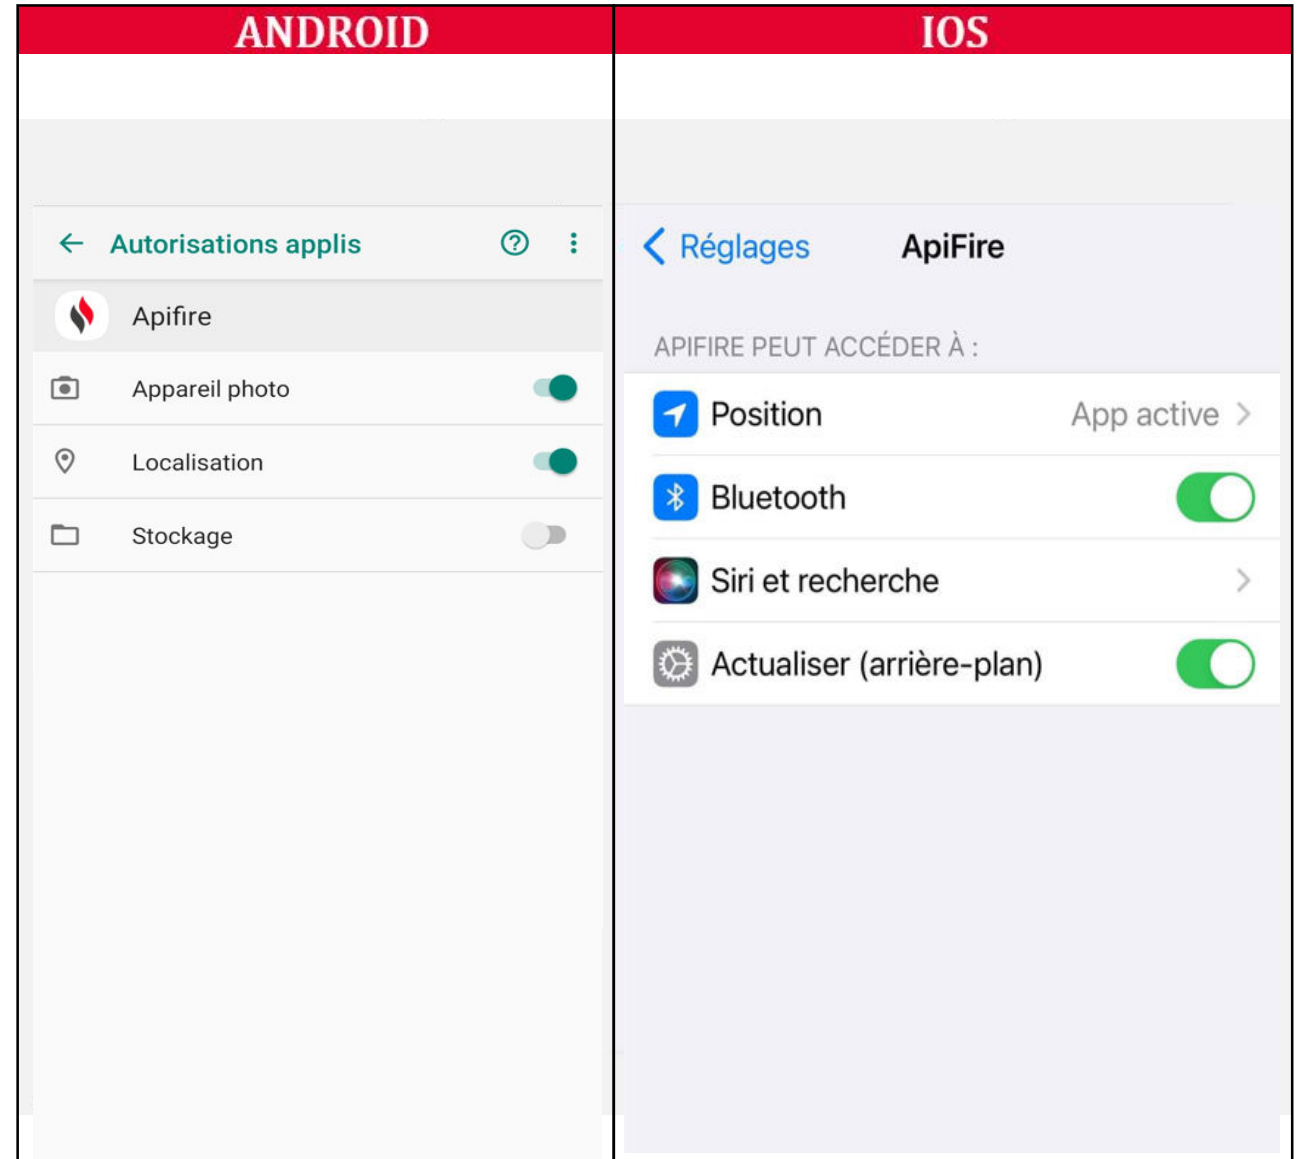 ANDROID
Autorisations applis
Apifire
Appareil photo
Localisation
Stockage
IOS
Réglages ApiFire
APIFIRE PEUT ACCÉDER À :
Position App active
Bluetooth
Siri et recherche
Actualiser (arrière-plan)